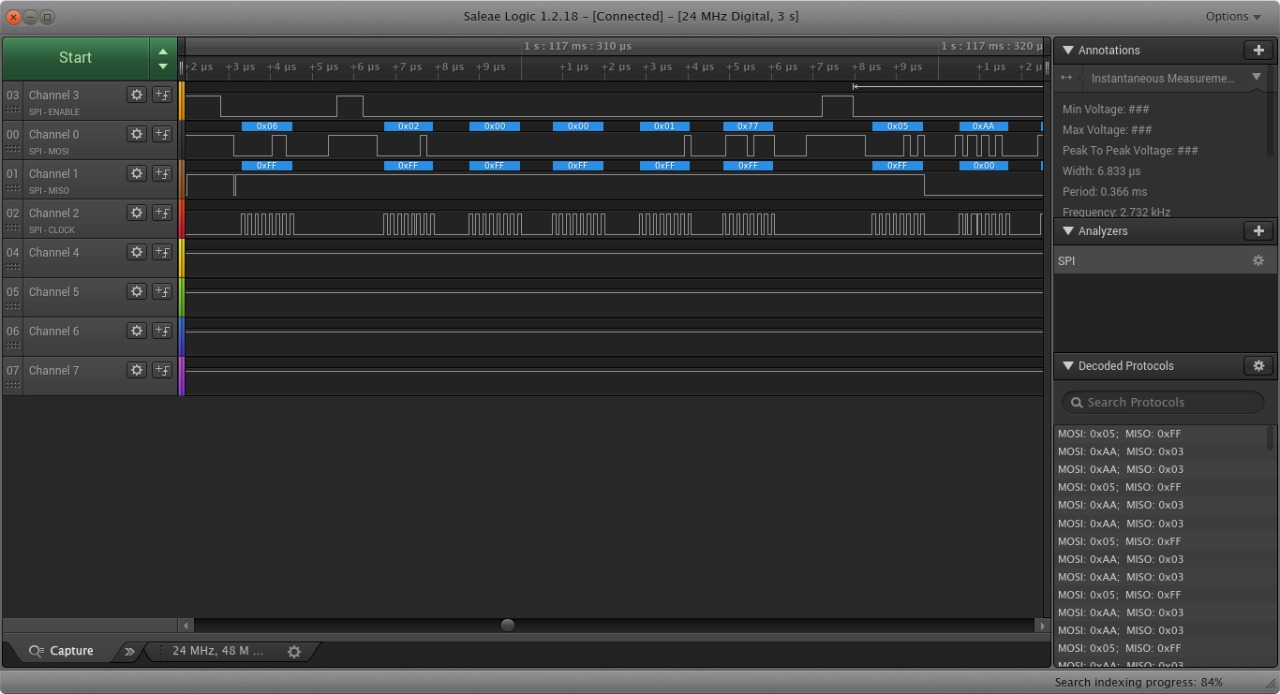 Saleae Logic 1.2.18 – [Connected] – [24 MHz Digital, 3 s]
Options
Start
1 s : 117 ms : 310 µs
1 s : 117 ms : 320 µ
+2 µs +3 µs +4 µs +5 µs +6 µs +7 µs +8 µs +9 µs +1 µs +2 µs +3 µs +4 µs +5 µs +6 µs +7 µs +8 µs +9 µs +1 µs +2 µ
03 Channel 3
SPI - ENABLE
0x06 0x02 0x00 0x00 0x01 0x77 0x05 0xAA
00 Channel 0
SPI - MOSI
0xFF 0xFF 0xFF 0xFF 0xFF 0xFF 0xFF 0x00
01 Channel 1
SPI - MISO
02 Channel 2
SPI - CLOCK
04 Channel 4
05 Channel 5
06 Channel 6
07 Channel 7
Annotations
Instantaneous Measureme...
Min Voltage: ###
Max Voltage: ###
Peak To Peak Voltage: ###
Width: 6.833 µs
Period: 0.366 ms
Frequency: 2.732 kHz
Analyzers
SPI
Decoded Protocols
Search Protocols
MOSI: 0x05; MISO: 0xFF
MOSI: 0xAA; MISO: 0x03
MOSI: 0xAA; MISO: 0x03
MOSI: 0x05; MISO: 0xFF
MOSI: 0xAA; MISO: 0x03
MOSI: 0xAA; MISO: 0x03
MOSI: 0x05; MISO: 0xFF
MOSI: 0xAA; MISO: 0x03
MOSI: 0xAA; MISO: 0x03
MOSI: 0x05; MISO: 0xFF
MOSI: 0xAA; MISO: 0x03
MOSI: 0xAA; MISO: 0x03
MOSI: 0x05; MISO: 0xFF
MOSI: 0xAA; MISO: 0x03
Capture
24 MHz, 48 M ...
Search indexing progress: 84%